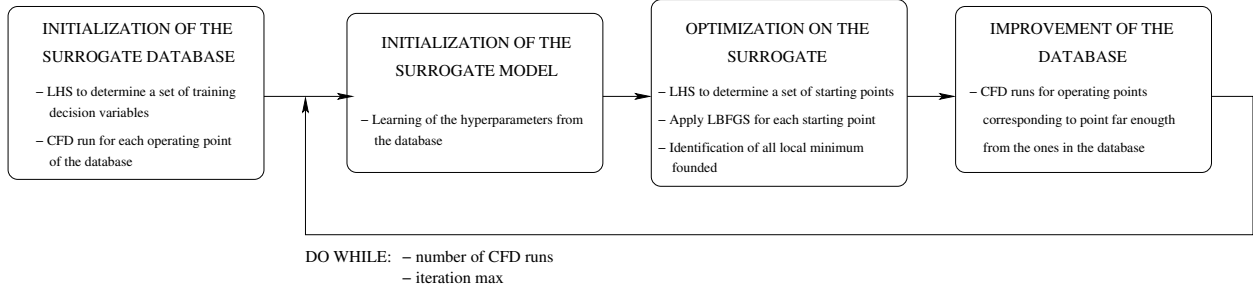 INITIALIZATION OF THE
SURROGATE DATABASE
– LHS to determine a set of training
decision variables
– CFD run for each operating point
of the database
INITIALIZATION OF THE
SURROGATE MODEL
– Learning of the hyperparameters from
the database
OPTIMIZATION ON THE
SURROGATE
– LHS to determine a set of starting points
– Apply LBFGS for each starting point
– Identification of all local minimum
founded
IMPROVEMENT OF THE
DATABASE
– CFD runs for operating points
corresponding to point far enougth
from the ones in the database
DO WHILE: – number of CFD runs
– iteration max